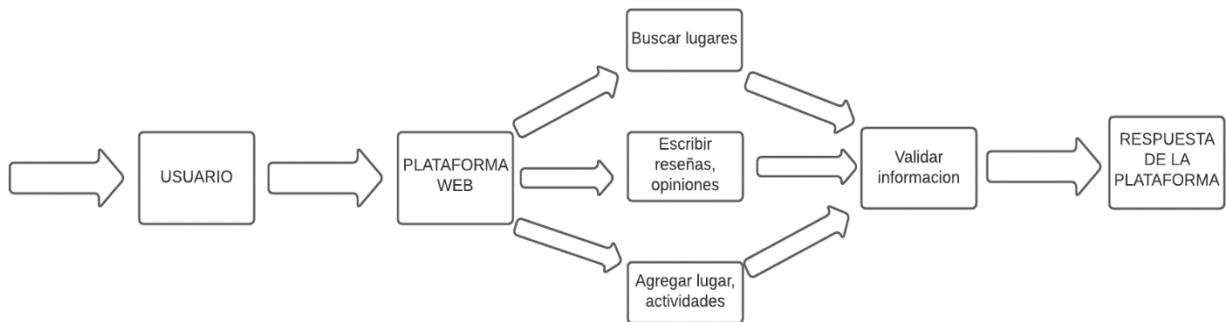 USUARIO
PLATAFORMA
WEB
Buscar lugares
Escribir
reseñas,
opiniones
Agregar lugar,
actividades
Validar
informacion
RESPUESTA
DE LA
PLATAFORMA